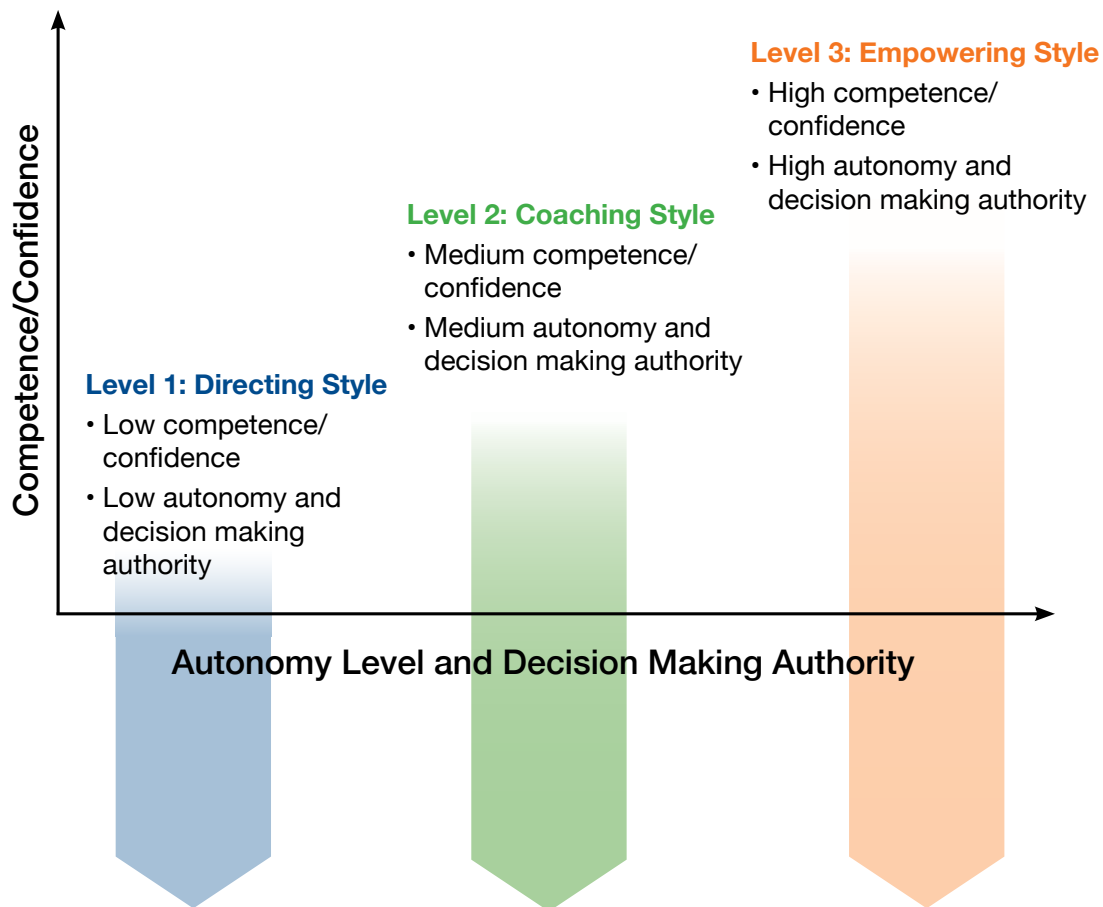 Competence/Confidence
Level 3: Empowering Style
• High competence/
confidence
• High autonomy and
decision making authority
Level 2: Coaching Style
• Medium competence/
confidence
• Medium autonomy and
decision making authority
Level 1: Directing Style
• Low competence/
confidence
• Low autonomy and
decision making
authority
Autonomy Level and Decision Making Authority